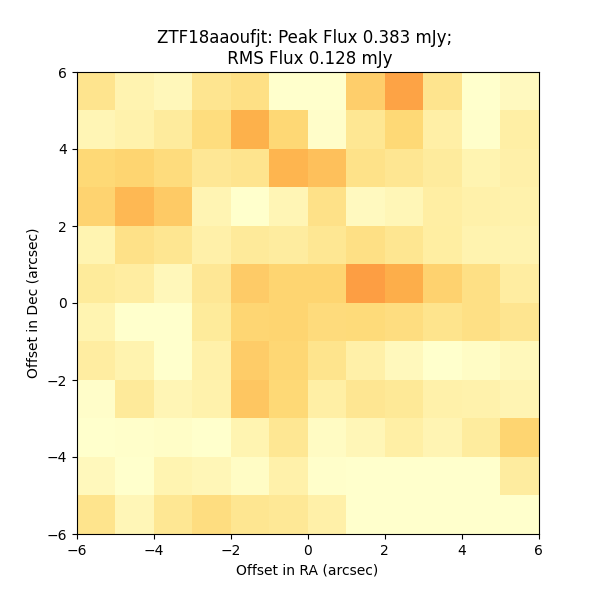 ZTF18aaoufjt: Peak Flux 0.383 mJy;
RMS Flux 0.128 mJy
6
4
2
0
−2
−4
−6
Offset in Dec (arcsec)
−6 −4 −2 0 2 4 6
Offset in RA (arcsec)